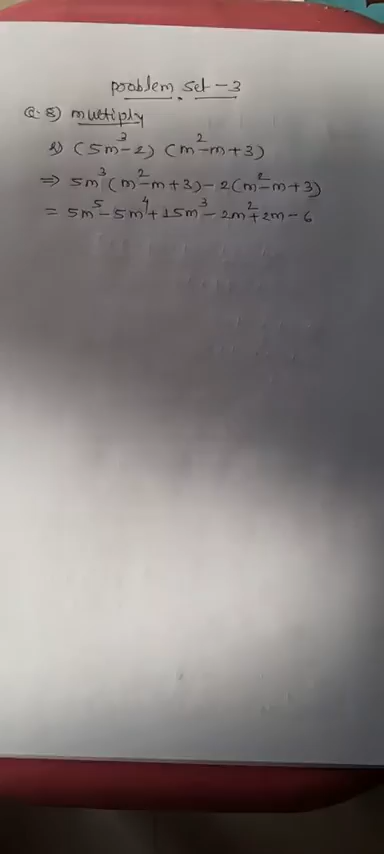 problem set - 3
Q. 8) multiply
(5m³ - 2) (m² - m + 3)
⇒ 5m³ (m² - m + 3) - 2(m² - m + 3)
= 5m⁵ - 5m⁴ + 15m³ - 2m² + 2m - 6